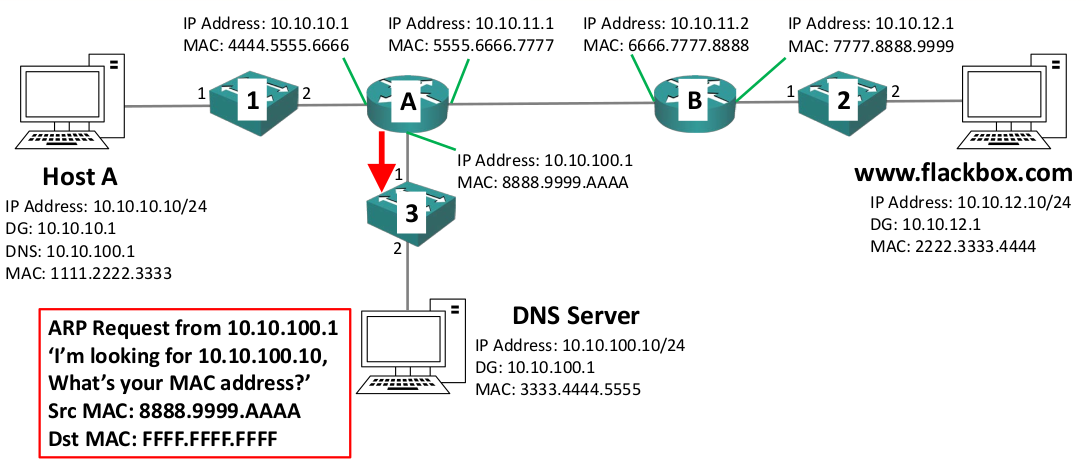 IP Address: 10.10.10.1
MAC: 4444.5555.6666
IP Address: 10.10.11.1
MAC: 5555.6666.7777
IP Address: 10.10.11.2
MAC: 6666.7777.8888
IP Address: 10.10.12.1
MAC: 7777.8888.9999
1
1
2
A
B
1
2
2
Host A
IP Address: 10.10.10.10/24
DG: 10.10.10.1
DNS: 10.10.100.1
MAC: 1111.2222.3333
IP Address: 10.10.100.1
MAC: 8888.9999.AAAA
www.flackbox.com
IP Address: 10.10.12.10/24
DG: 10.10.12.1
MAC: 2222.3333.4444
1
3
2
ARP Request from 10.10.100.1
‘I’m looking for 10.10.100.10,
What’s your MAC address?’
Src MAC: 8888.9999.AAAA
Dst MAC: FFFF.FFFF.FFFF
DNS Server
IP Address: 10.10.100.10/24
DG: 10.10.100.1
MAC: 3333.4444.5555